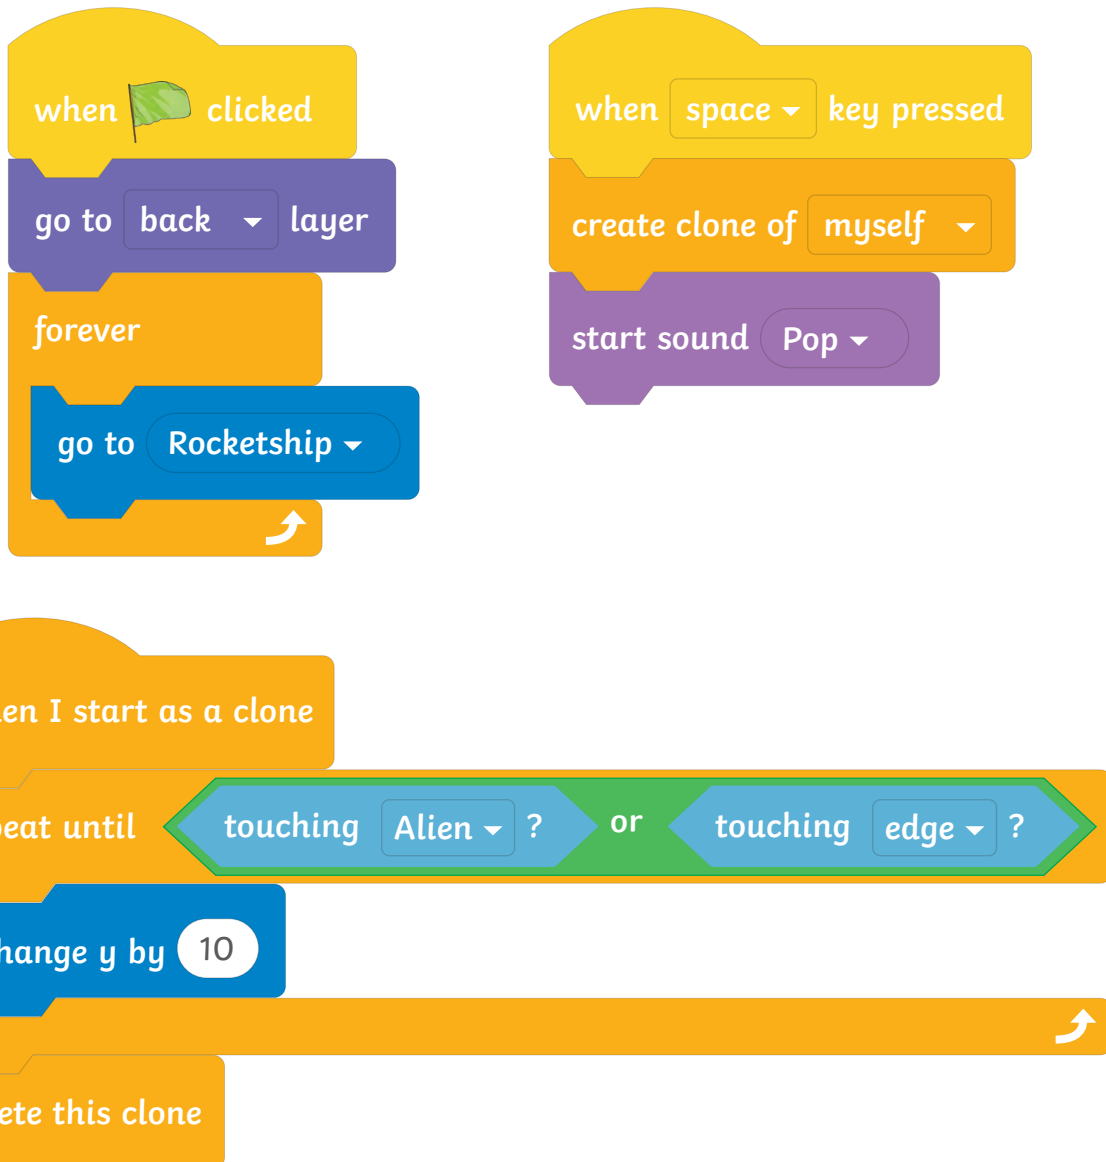 when clicked
go to back layer
forever
go to Rocketship
when space key pressed
create clone of myself
start sound Pop
en I start as a clone
eat until touching Alien ? or touching edge ?
hange y by 10
ete this clone